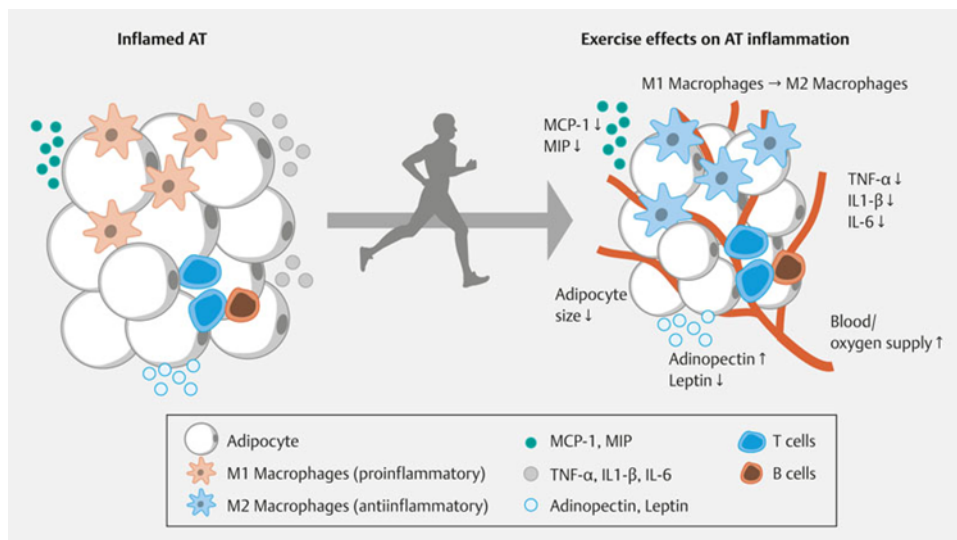 Inflamed AT
Exercise effects on AT inflammation
M1 Macrophages → M2 Macrophages
MCP-1 ↓
MIP ↓
TNF-α ↓
IL1-β ↓
IL-6 ↓
Adipocyte
size ↓
Blood/
oxygen supply ↑
Adinopectin ↑
Leptin ↓
Adipocyte
M1 Macrophages (proinflammatory)
M2 Macrophages (antiinflammatory)
MCP-1, MIP
TNF-α, IL1-β, IL-6
Adinopectin, Leptin
T cells
B cells